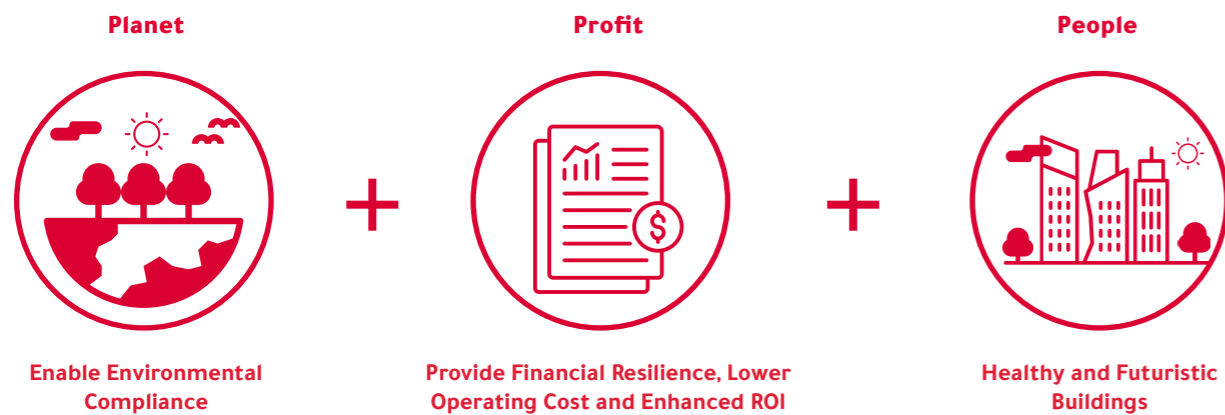 Planet
Enable Environmental
Compliance
+
Profit
$
Provide Financial Resilience, Lower
Operating Cost and Enhanced ROI
+
People
Healthy and Futuristic
Buildings